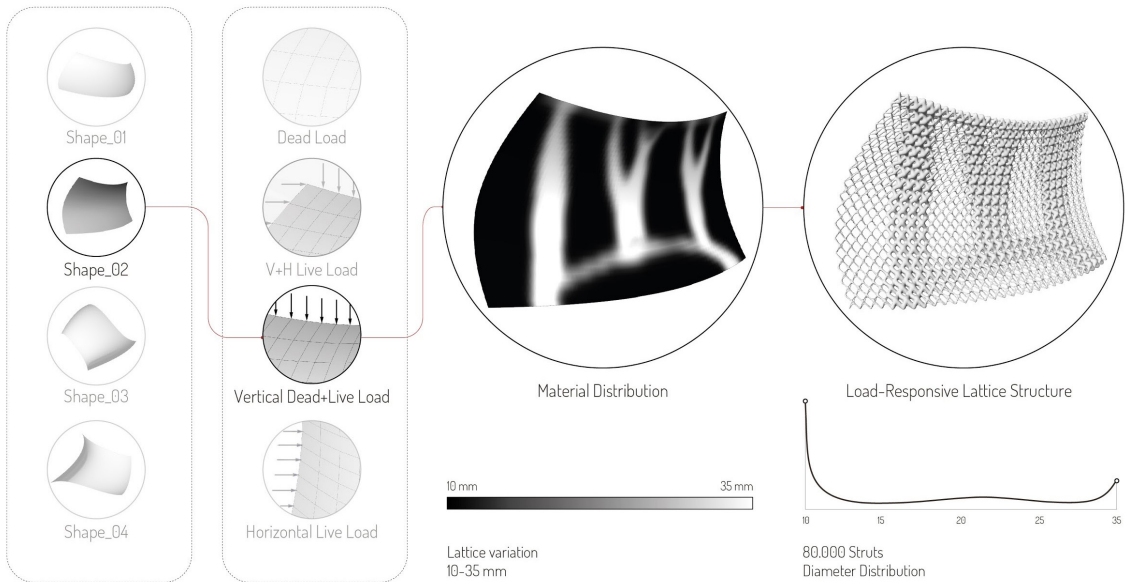 Shape_01
Shape_02
Shape_03
Shape_04
Dead Load
V+H Live Load
Vertical Dead+Live Load
Horizontal Live Load
Material Distribution
10 mm
35 mm
Lattice variation
10-35 mm
Load-Responsive Lattice Structure
10
15
20
25
35
80.000 Struts
Diameter Distribution